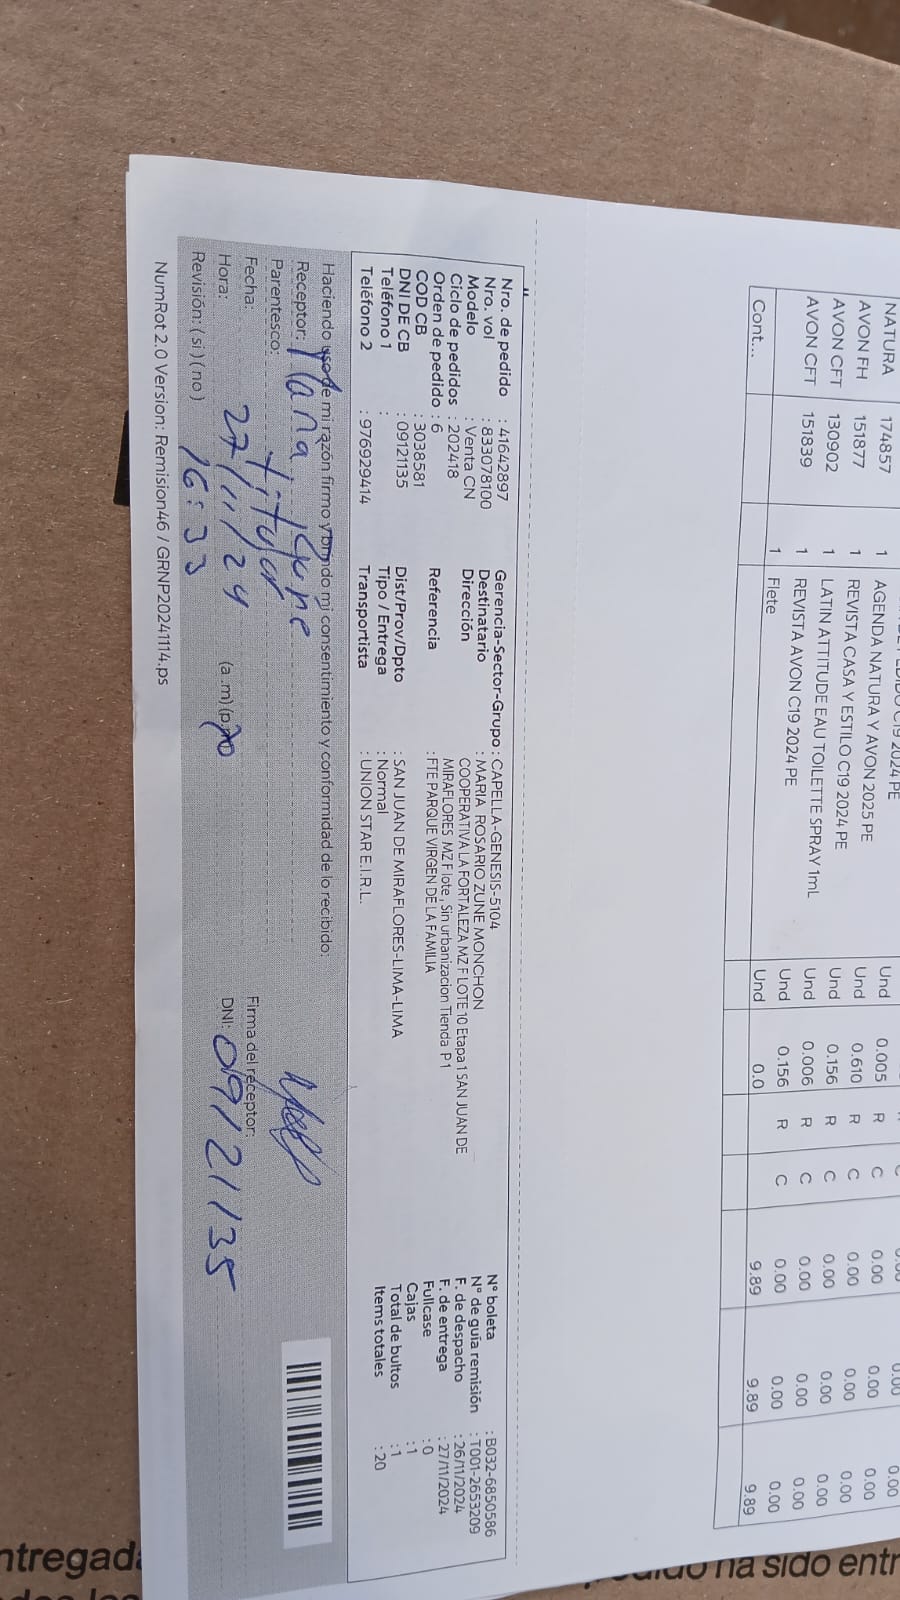 NATURA 174857 1 AGENDA NATURA Y AVON 2025 PE Und 0.005 R C 0.00 0.00 0.00
AVON FH 151877 1 REVISTA CASA Y ESTILO C19 2024 PE Und 0.610 R C 0.00 0.00 0.00
AVON CFT 130902 1 LATIN ATTITUDE EAU TOILETTE SPRAY 1mL Und 0.156 R C 0.00 0.00 0.00
AVON CFT 151839 1 REVISTA AVON C19 2024 PE Und 0.006 R C 0.00 0.00 0.00
1 Flete Und 0.156 R C 0.00 0.00 0.00
Cont... Und 0.0 9.89 9.89 9.89
Nro. de pedido : 41642897
Nro. vol : 833078100
Modelo : Venta CN
Ciclo de pedidos : 202418
Orden de pedido : 6
COD CB : 3038581
DNI DE CB : 09121135
Teléfono 1 :
Teléfono 2 : 976929414
Gerencia-Sector-Grupo : CAPELLA-GENESIS-5104
Destinatario : MARIA ROSARIO ZUNE MONCHON
Dirección COOPERATIVA LA FORTALEZA MZ F LOTE 10 Etapa 1 SAN JUAN DE
MIRAFLORES MZ F lote, Sin urbanizacion Tienda P 1
Referencia : FTE PARQUE VIRGEN DE LA FAMILIA
Dist/Prov/Dpto : SAN JUAN DE MIRAFLORES-LIMA-LIMA
Tipo / Entrega : Normal
Transportista : UNION STAR E.I.R.L.
N° boleta : B032-6850586
N° de guía remisión : T001-2653209
F. de despacho : 26/11/2024
F. de entrega : 27/11/2024
Fullcase : 0
Cajas : 1
Total de bultos : 1
Items totales : 20
Haciendo uso de mi razón firmo y brindo mi consentimiento y conformidad de lo recibido:
Receptor: Maria Zune
Parentesco: titular
Fecha: 27/11/24
Hora: 16:33 (a.m)(p.m)
Revisión: (si)(no)
Firma del receptor:
DNI: 09121135
NumRot 2.0 Version: Remision46 / GRNP20241114.ps
ha sido entr